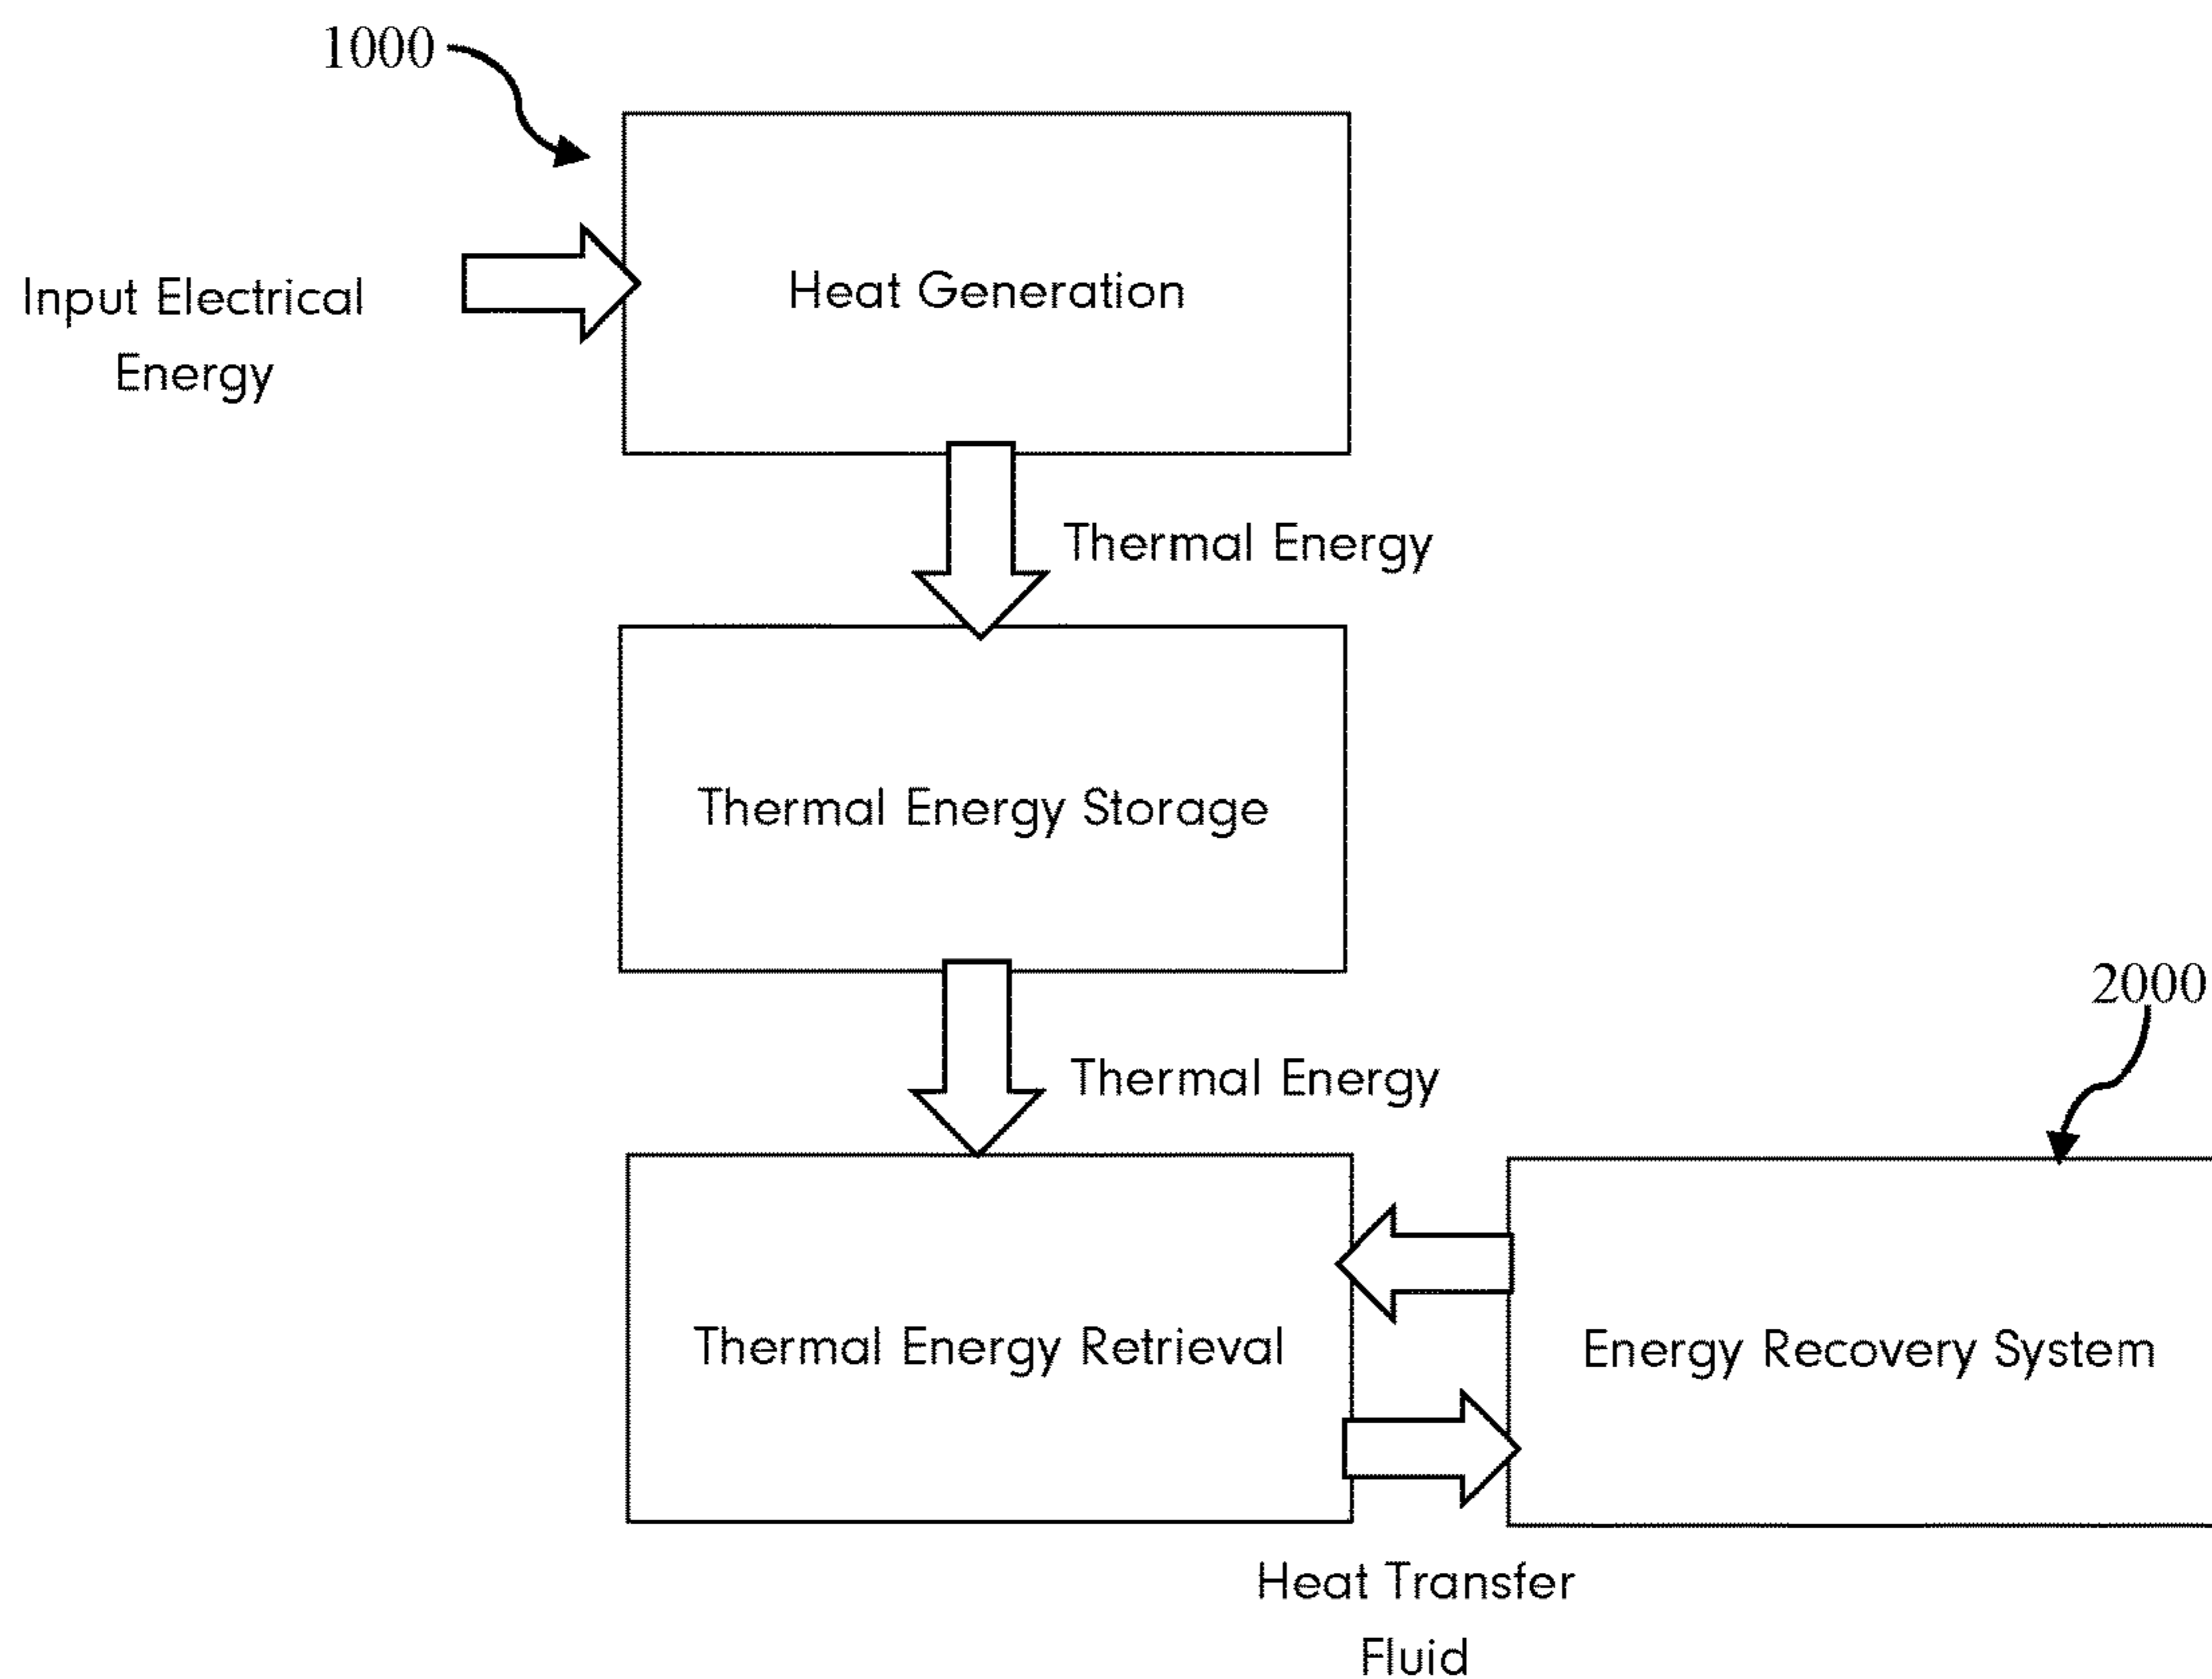 1000
Heat Generation
Input Electrical
Energy
Thermal Energy
Thermal Energy Storage
2000
Thermal Energy
Thermal Energy Retrieval
Energy Recovery System
Heat Transfer
Fluid